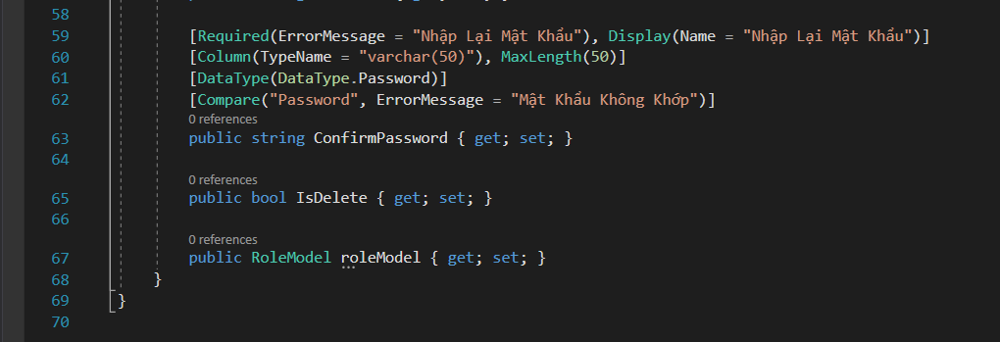 58
59 [Required(ErrorMessage = "Nhập Lại Mật Khẩu"), Display(Name = "Nhập Lại Mật Khẩu")]
60 [Column(TypeName = "varchar(50)"), MaxLength(50)]
61 [DataType(DataType.Password)]
62 [Compare("Password", ErrorMessage = "Mật Khẩu Không Khớp")]
0 references
63 public string ConfirmPassword { get; set; }
64
0 references
65 public bool IsDelete { get; set; }
66
0 references
67 public RoleModel roleModel { get; set; }
68 }
69 }
70